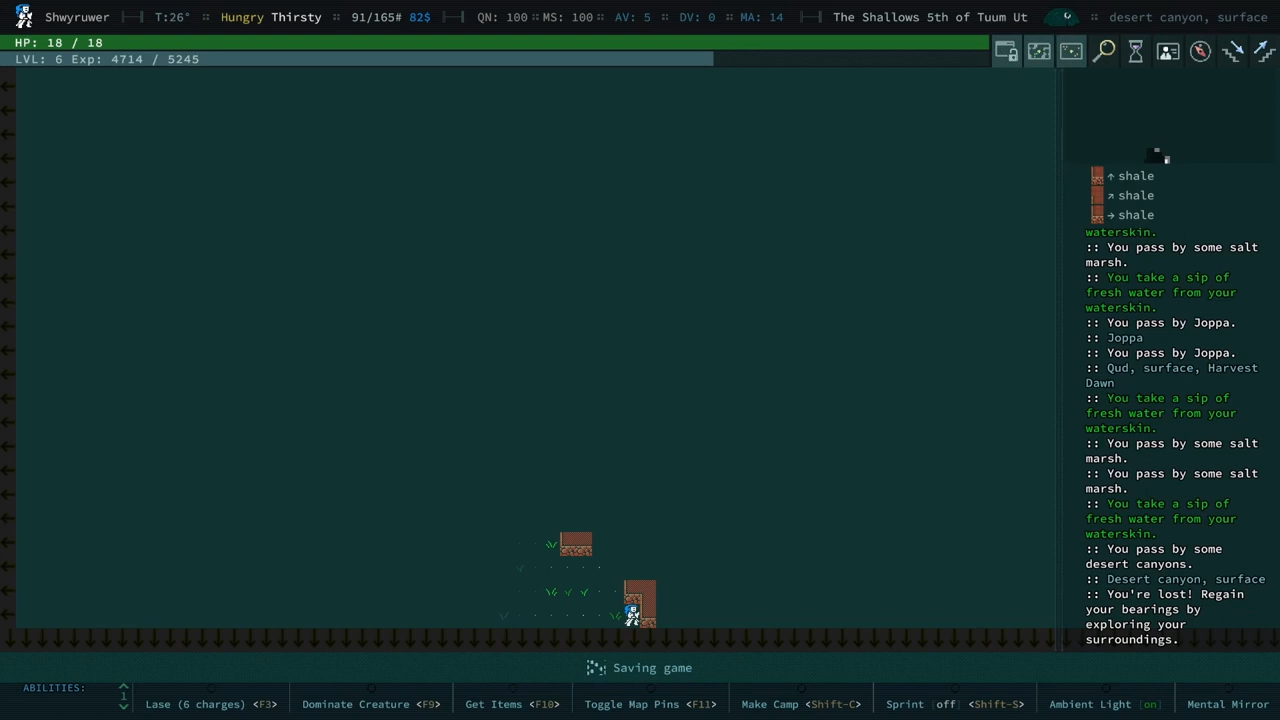 Shwyruwer T:26° :: Hungry Thirsty :: 91/165# 82$ QN: 100 :: MS: 100 :: AV: 5 :: DV: 0 :: MA: 14 The Shallows 5th of Tuum Ut :: desert canyon, surface
HP: 18 / 18
LVL: 6 Exp: 4714 / 5245
↑ shale
↗ shale
→ shale
waterskin.
:: You pass by some salt
marsh.
:: You take a sip of
fresh water from your
waterskin.
:: You pass by Joppa.
:: Joppa
:: You pass by Joppa.
:: Qud, surface, Harvest
Dawn
:: You take a sip of
fresh water from your
waterskin.
:: You pass by some salt
marsh.
:: You pass by some salt
marsh.
:: You take a sip of
fresh water from your
waterskin.
:: You pass by some
desert canyons.
:: Desert canyon, surface
:: You're lost! Regain
your bearings by
exploring your
surroundings.
Saving game
ABILITIES: 1 Lase (6 charges) <F3> Dominate Creature <F9> Get Items <F10> Toggle Map Pins <F11> Make Camp <Shift-C> Sprint [off] <Shift-S> Ambient Light [on] Mental Mirror